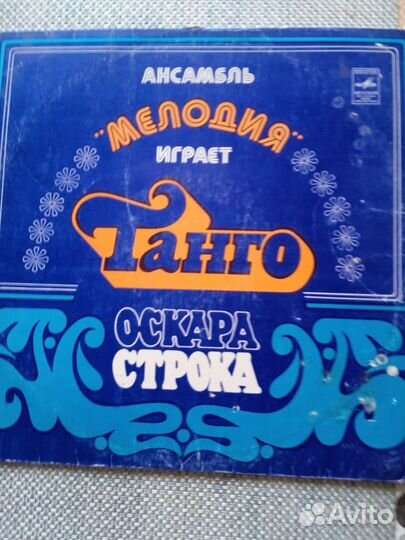 АНСАМБЛЬ
"МЕЛОДИЯ"
ИГРАЕТ
Танго
ОСКАРА
СТРОКА
Avito